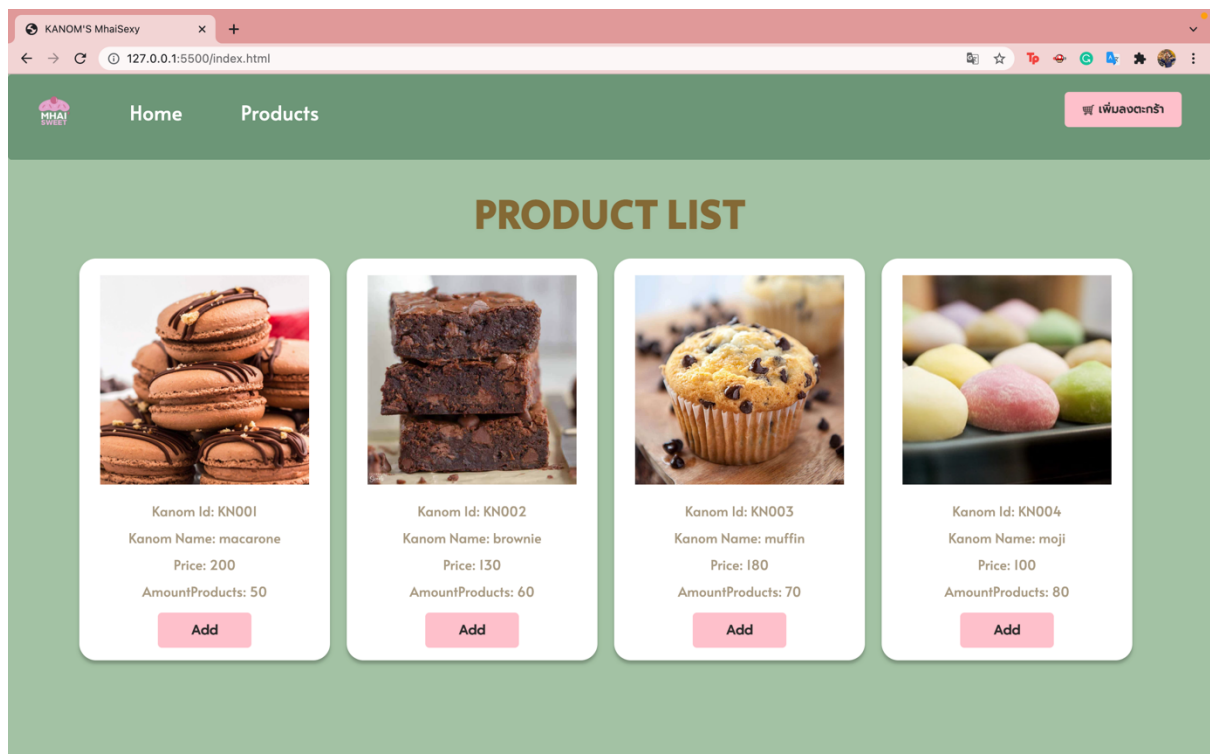 KANOM'S MhaiSexy
127.0.0.1:5500/index.html
MHAI
SWEET
Home
Products
เพิ่มลงตะกร้า
PRODUCT LIST
Kanom Id: KN001
Kanom Name: macarone
Price: 200
AmountProducts: 50
Add
Kanom Id: KN002
Kanom Name: brownie
Price: 130
AmountProducts: 60
Add
Kanom Id: KN003
Kanom Name: muffin
Price: 180
AmountProducts: 70
Add
Kanom Id: KN004
Kanom Name: moji
Price: 100
AmountProducts: 80
Add